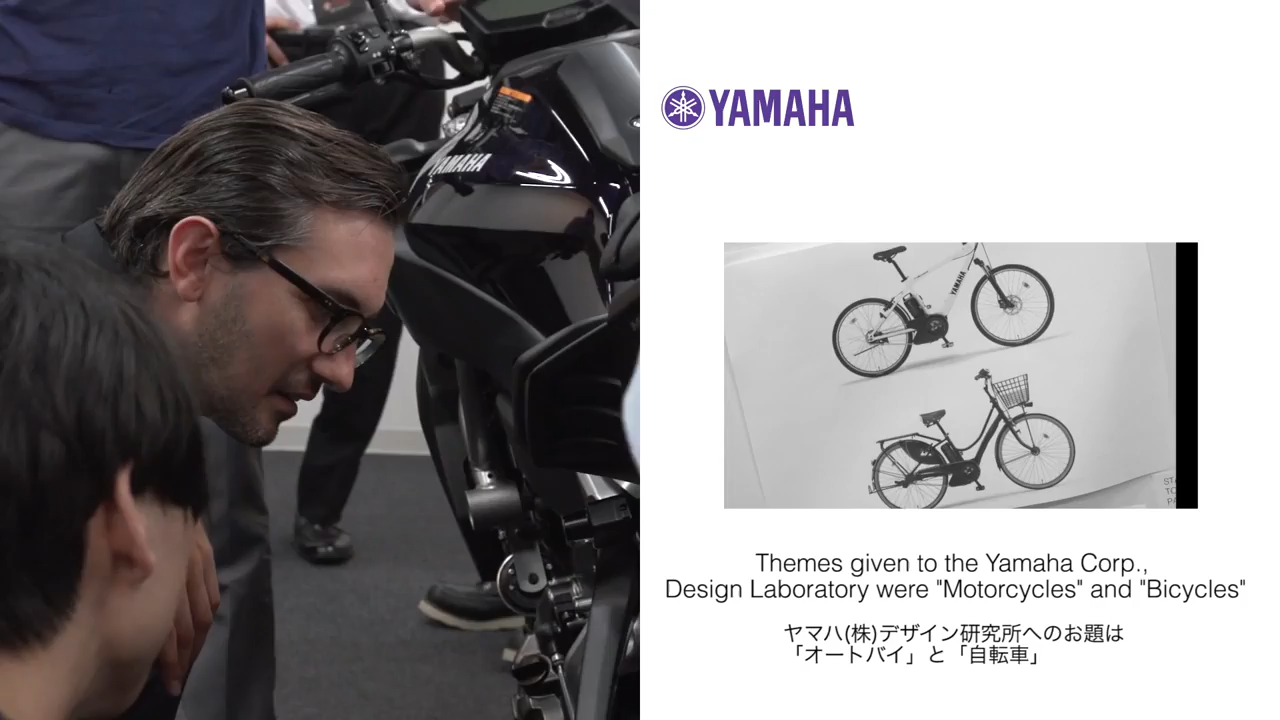 YAMAHA
YAMAHA
YAMAHA
Themes given to the Yamaha Corp.,
Design Laboratory were "Motorcycles" and "Bicycles"
ヤマハ(株)デザイン研究所へのお題は
「オートバイ」と「自転車」